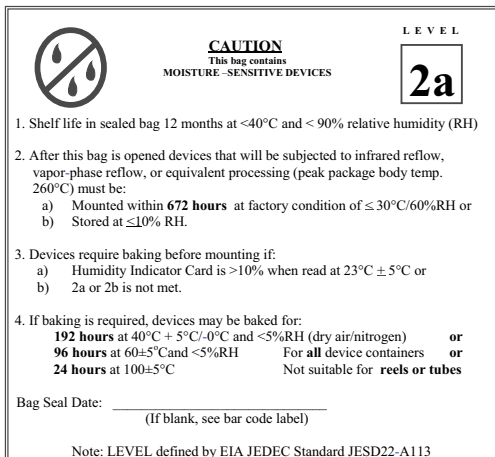 LEVEL
CAUTION
This bag contains
MOISTURE –SENSITIVE DEVICES
2a
1. Shelf life in sealed bag 12 months at <40°C and < 90% relative humidity (RH)
2. After this bag is opened devices that will be subjected to infrared reflow,
vapor-phase reflow, or equivalent processing (peak package body temp.
260°C) must be:
a) Mounted within 672 hours at factory condition of ≤ 30°C/60%RH or
b) Stored at ≤10% RH.
3. Devices require baking before mounting if:
a) Humidity Indicator Card is >10% when read at 23°C ± 5°C or
b) 2a or 2b is not met.
4. If baking is required, devices may be baked for:
192 hours at 40°C + 5°C/-0°C and <5%RH (dry air/nitrogen) or
96 hours at 60±5°Cand <5%RH For all device containers or
24 hours at 100±5°C Not suitable for reels or tubes
Bag Seal Date: ________________________________
(If blank, see bar code label)
Note: LEVEL defined by EIA JEDEC Standard JESD22-A113